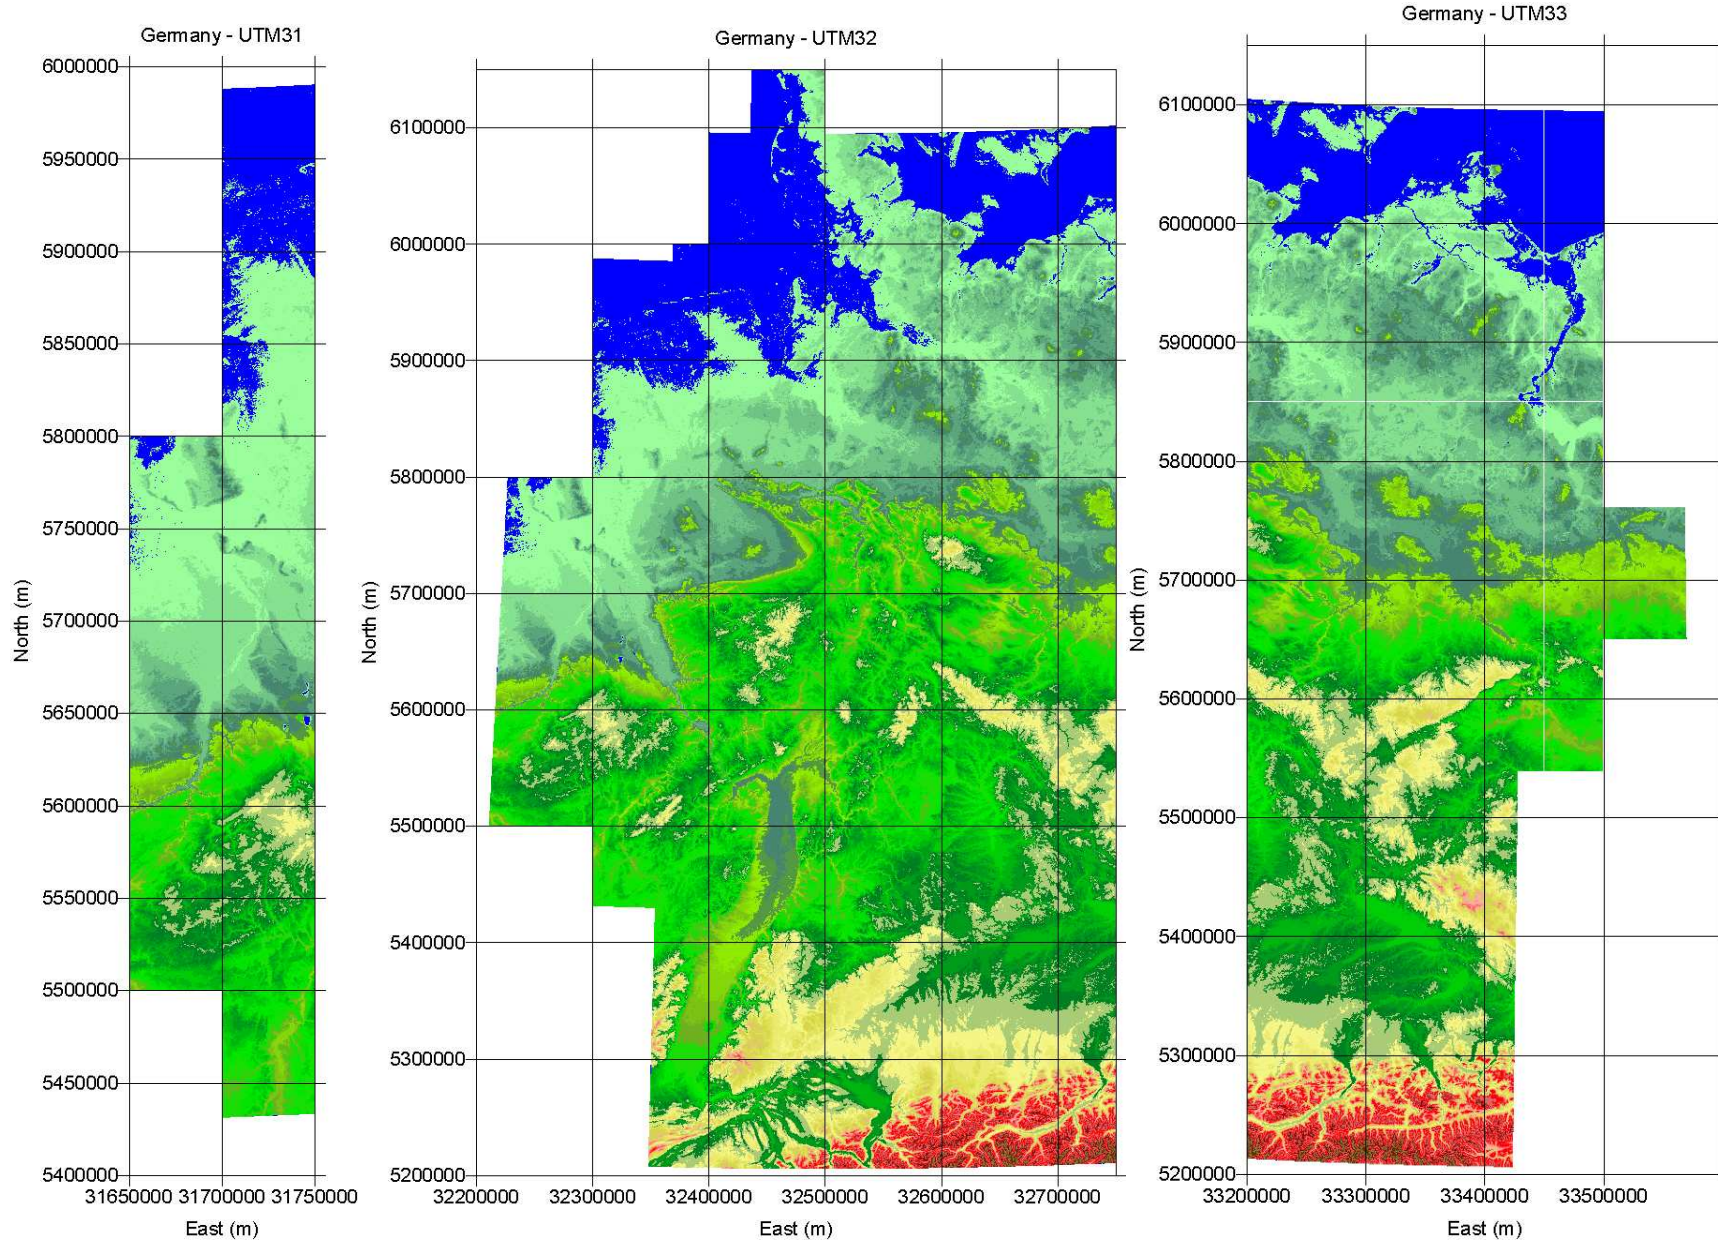 Germany - UTM31
6000000
5950000
5900000
5850000
5800000
5750000
5700000
5650000
5600000
5550000
5500000
5450000
5400000
North (m)
31650000 31700000 31750000
East (m)
Germany - UTM32
6100000
6000000
5900000
5800000
5700000
5600000
5500000
5400000
5300000
5200000
North (m)
32200000 32300000 32400000 32500000 32600000 32700000
East (m)
Germany - UTM33
6100000
6000000
5900000
5800000
5700000
5600000
5500000
5400000
5300000
5200000
North (m)
33200000 33300000 33400000 33500000
East (m)